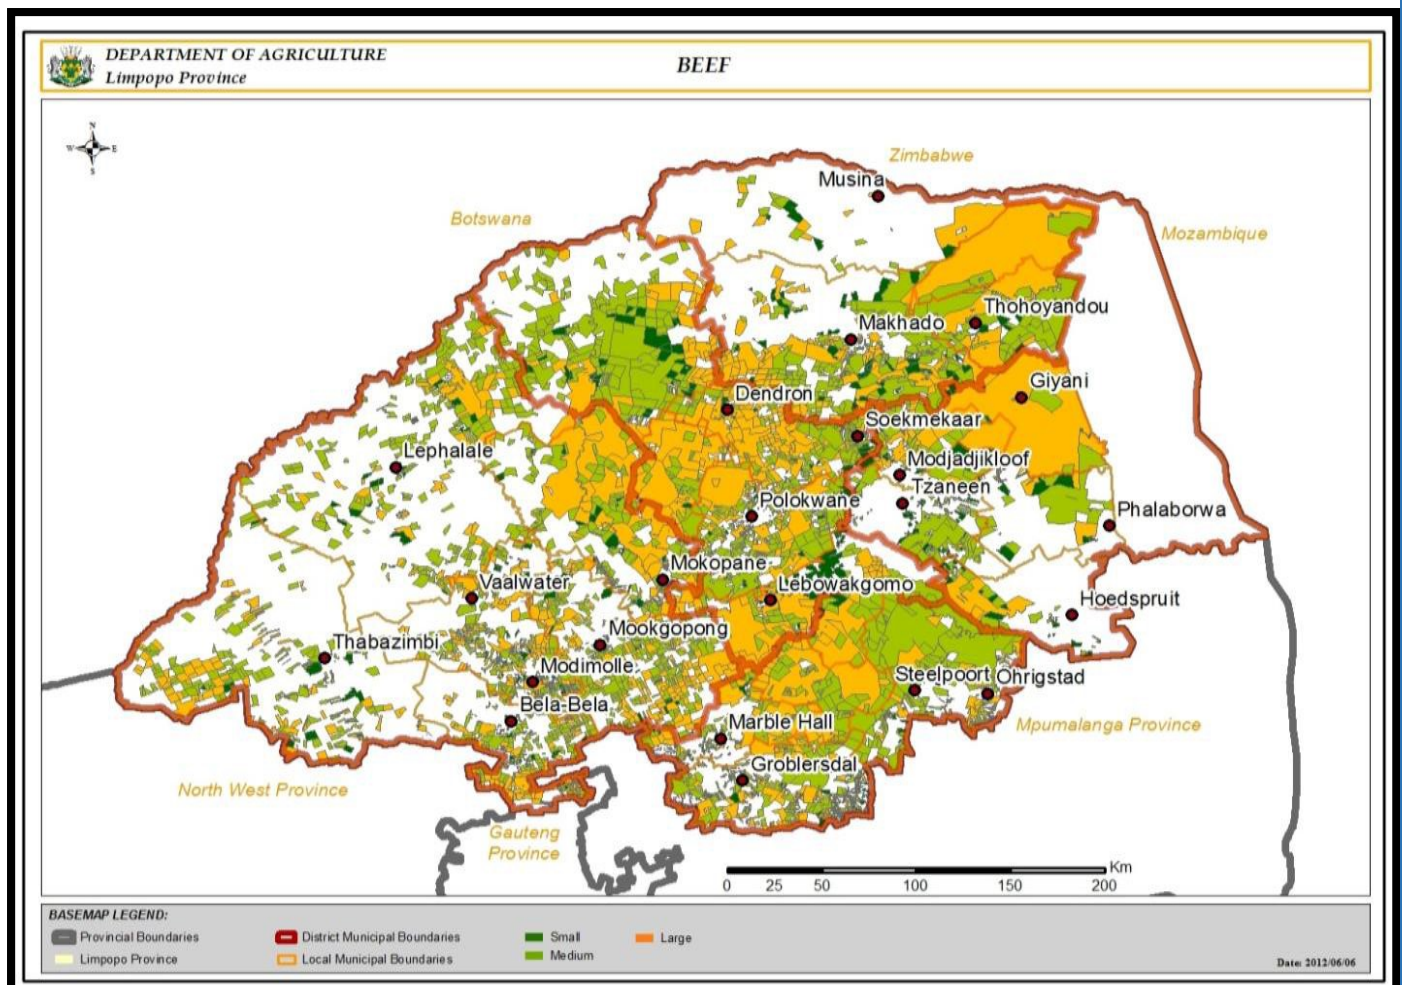 DEPARTMENT OF AGRICULTURE
Limpopo Province
BEEF
N
W E
S
Zimbabwe
Musina
Botswana
Mozambique
Thohoyandou
Makhado
Giyani
Dendron
Soekmekaar
Lephalale
Modjadjikloof
Tzaneen
Polokwane
Phalaborwa
Mokopane
Vaalwater
Lebowakgomo
Hoedspruit
Mookgopong
Thabazimbi
Modimolle
Steelpoort Ohrigstad
Bela-Bela
Marble Hall
Mpumalanga Province
Groblersdal
North West Province
Gauteng
Province
Km
0 25 50 100 150 200
BASEMAP LEGEND:
Provincial Boundaries District Municipal Boundaries Small Large
Limpopo Province Local Municipal Boundaries Medium
Date: 2012/06/06